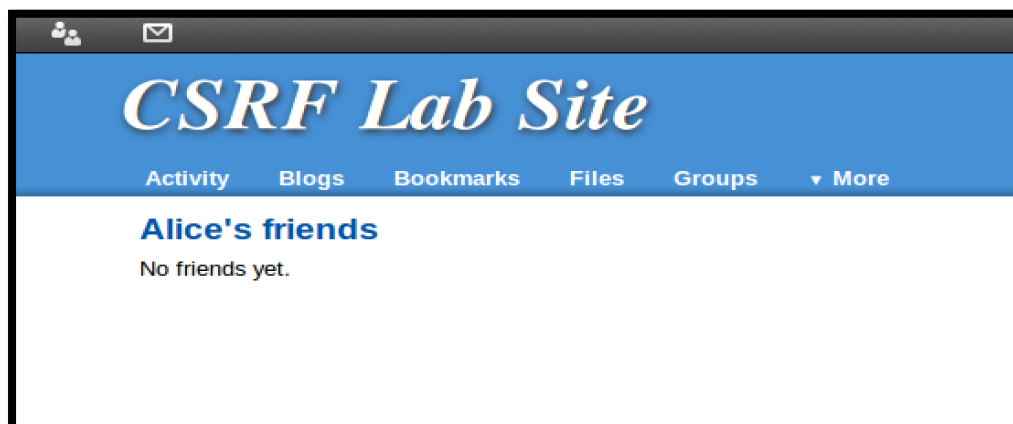 CSRF Lab Site
Activity Blogs Bookmarks Files Groups ▼ More
Alice's friends
No friends yet.